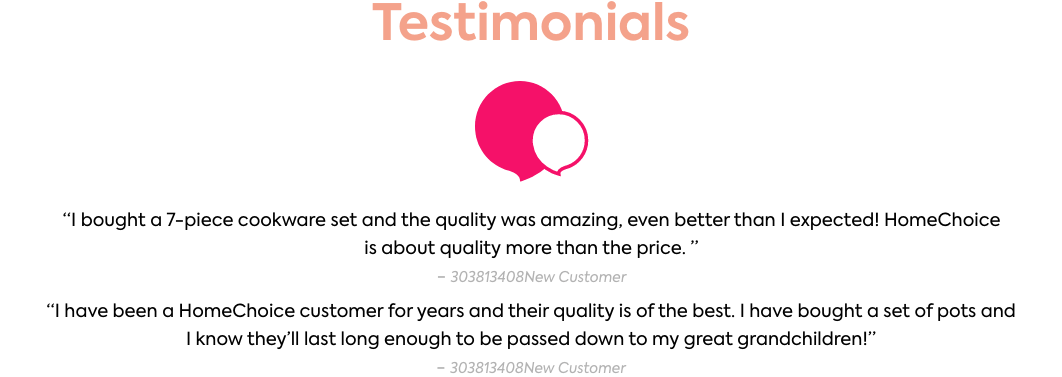 Testimonials
“I bought a 7-piece cookware set and the quality was amazing, even better than I expected! HomeChoice
is about quality more than the price. ”
– 303813408New Customer
“I have been a HomeChoice customer for years and their quality is of the best. I have bought a set of pots and
I know they’ll last long enough to be passed down to my great grandchildren!”
– 303813408New Customer